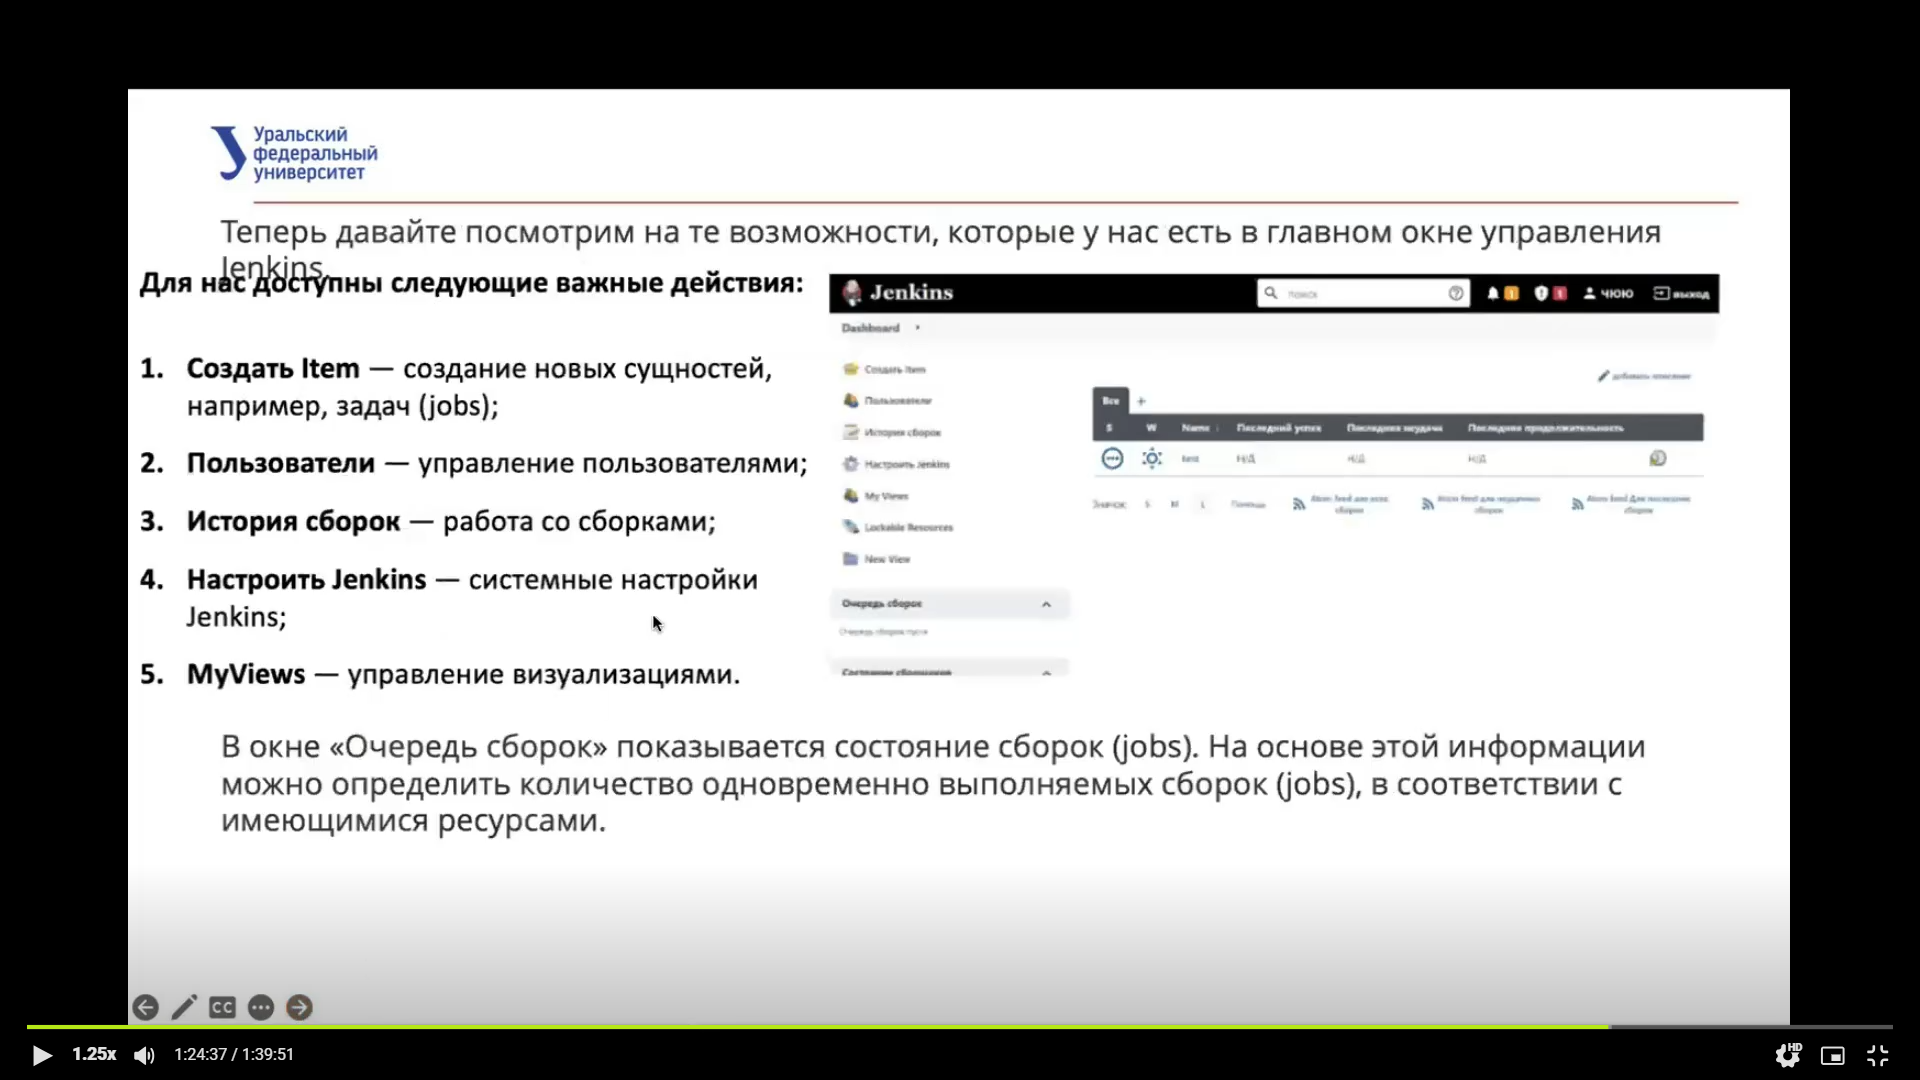 Уральский
федеральный
университет
Теперь давайте посмотрим на те возможности, которые у нас есть в главном окне управления
Jenkins.
Для нас доступны следующие важные действия:
1. Создать Item — создание новых сущностей,
например, задач (jobs);
2. Пользователи — управление пользователями;
3. История сборок — работа со сборками;
4. Настроить Jenkins — системные настройки
Jenkins;
5. MyViews — управление визуализациями.
Jenkins
поиск
1
1
чюю
выход
Dashboard
Создать Item
Пользователи
История сборок
Настроить Jenkins
My Views
Lockable Resources
New View
Очередь сборок
Очередь сборок пуста
Состояние сборщиков
добавить описание
Все +
S W Name ↓ Последний успех Последняя неудача Последняя продолжительность
test Н/Д Н/Д Н/Д
Значок: S M L
Atom feed для всех
сборок
Atom feed для неудачных
сборок
Atom feed Для последних
сборок
В окне «Очередь сборок» показывается состояние сборок (jobs). На основе этой информации
можно определить количество одновременно выполняемых сборок (jobs), в соответствии с
имеющимися ресурсами.
CC
1.25x 1:24:37 / 1:39:51
HD